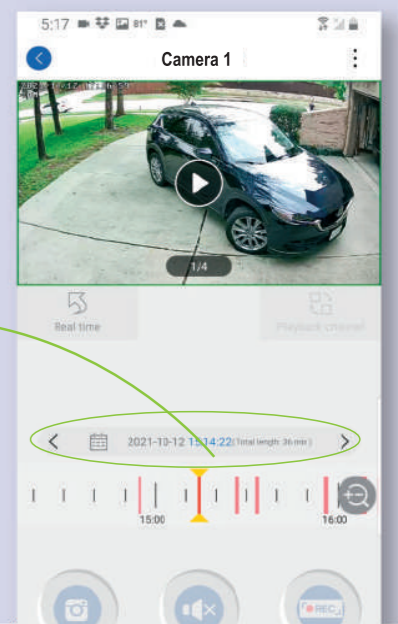 5:17 81°
Camera 1
1/4
Real time
Playback channel
2021-10-12 15:14:22(Total length: 36 min)
15:00 16:00
REC